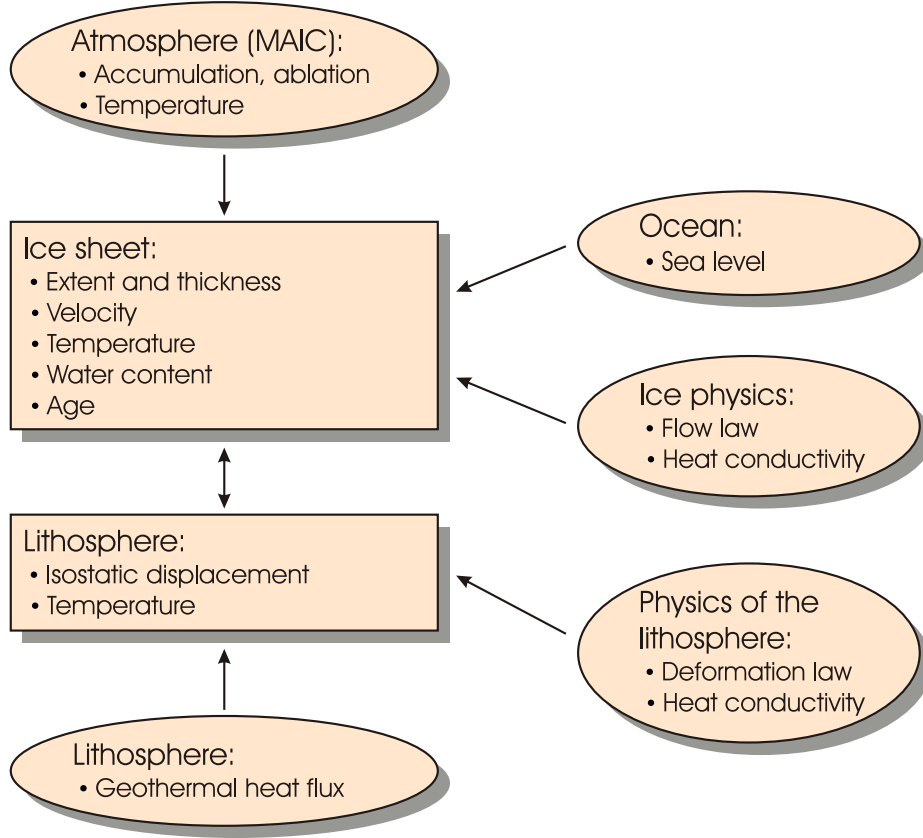 Atmosphere (MAIC):
• Accumulation, ablation
• Temperature
Ice sheet:
• Extent and thickness
• Velocity
• Temperature
• Water content
• Age
Ocean:
• Sea level
Ice physics:
• Flow law
• Heat conductivity
Lithosphere:
• Isostatic displacement
• Temperature
Physics of the
lithosphere:
• Deformation law
• Heat conductivity
Lithosphere:
• Geothermal heat flux